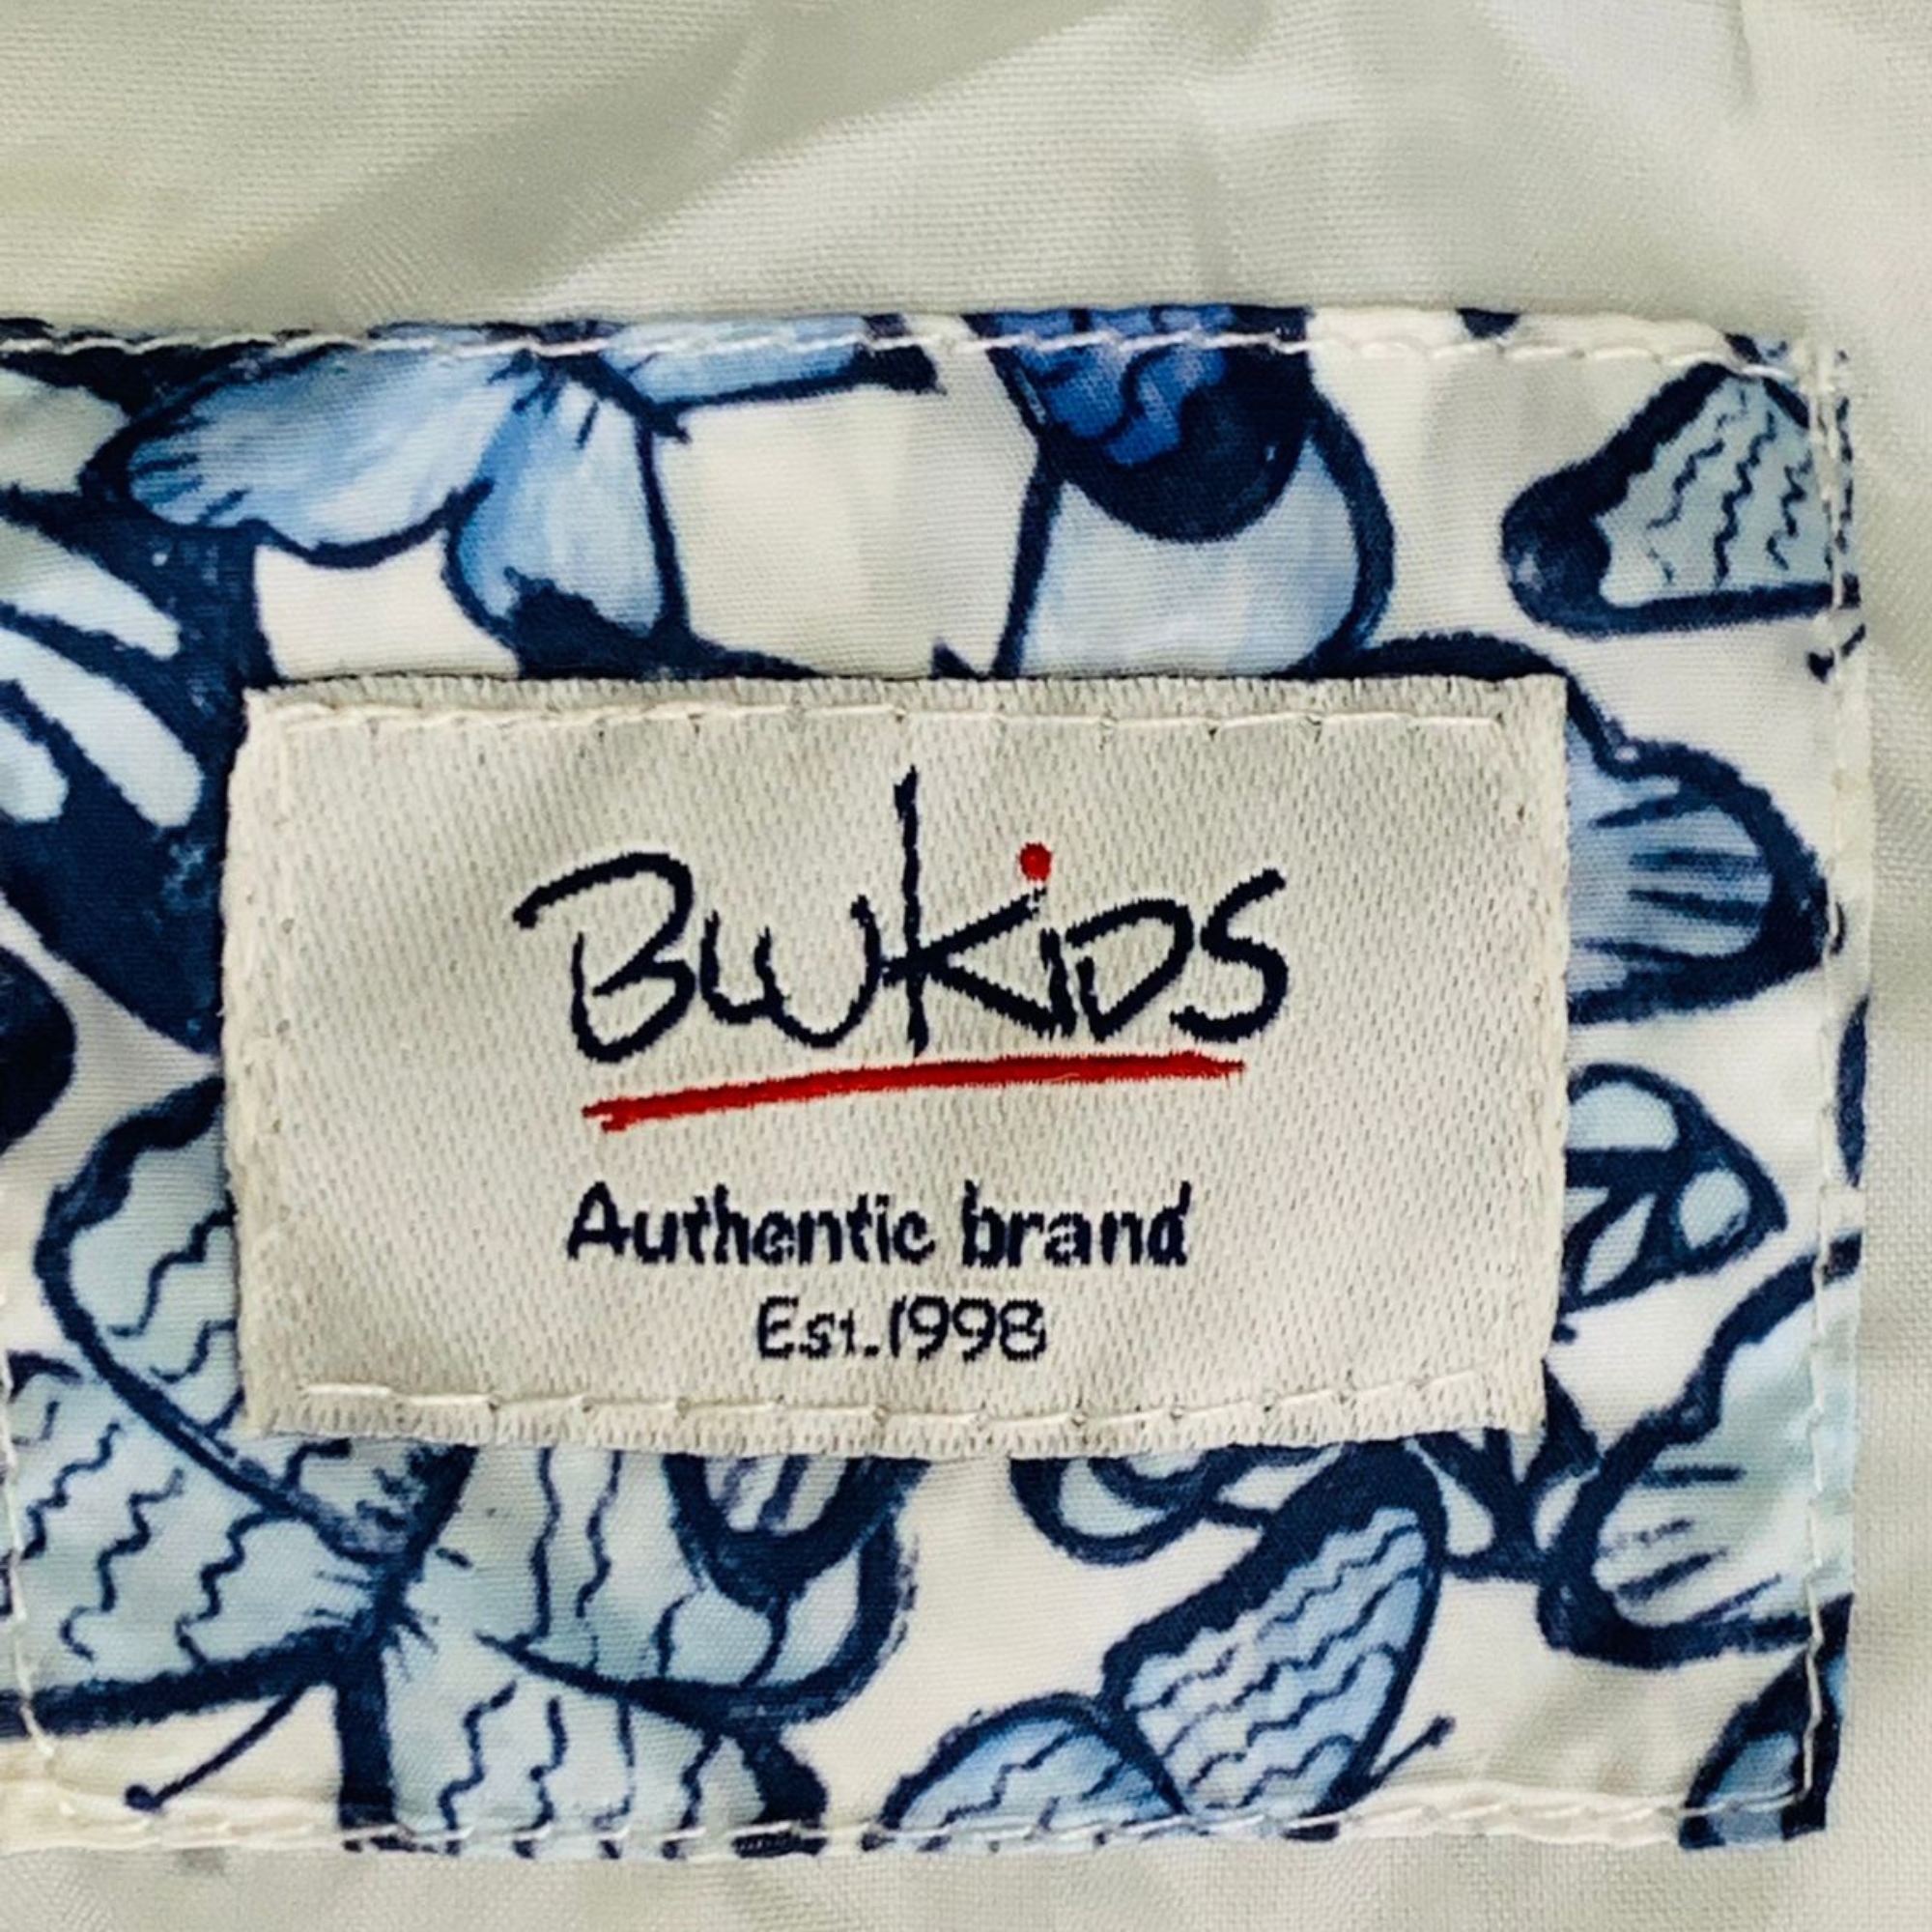 BLUKIDS
Authentic brand
Est.1998